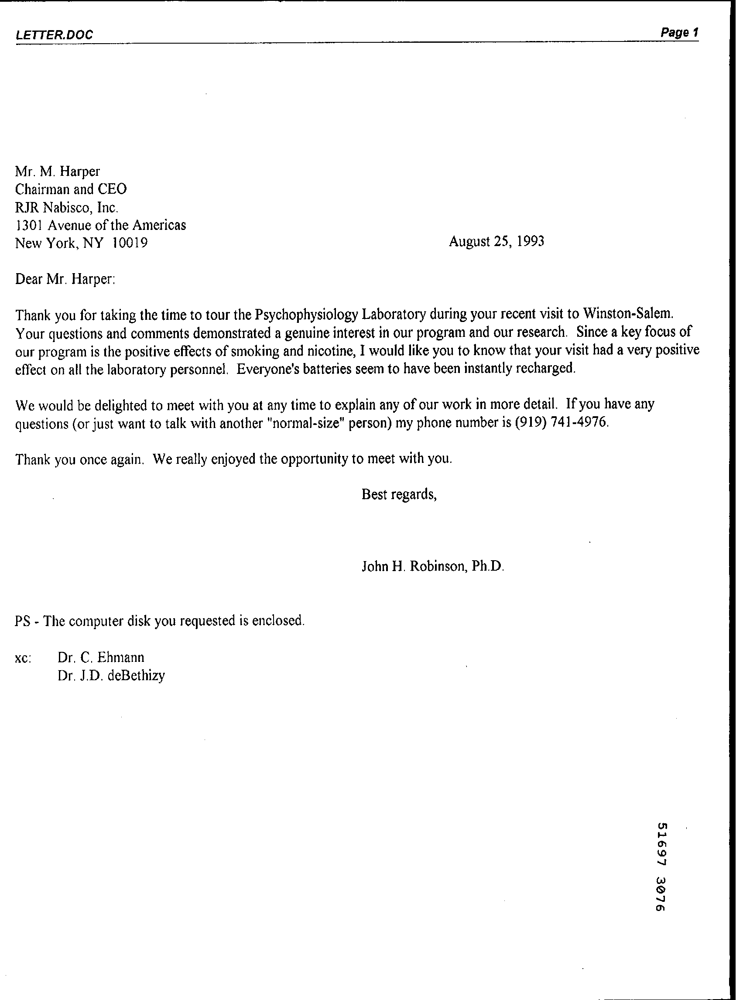 LETTER.DOC Page 1
Mr. M. Harper
Chairman and CEO
RJR Nabisco, Inc.
1301 Avenue of the Americas
New York, NY 10019 August 25, 1993
Dear Mr. Harper:
Thank you for taking the time to tour the Psychophysiology Laboratory during your recent visit to Winston-Salem.
Your questions and comments demonstrated a genuine interest in our program and our research. Since a key focus of
our program is the positive effects of smoking and nicotine, I would like you to know that your visit had a very positive
effect on all the laboratory personnel. Everyone's batteries seem to have been instantly recharged.
We would be delighted to meet with you at any time to explain any of our work in more detail. If you have any
questions (or just want to talk with another "normal-size" person) my phone number is (919) 741-4976.
Thank you once again. We really enjoyed the opportunity to meet with you.
Best regards,
John H. Robinson, Ph.D.
PS - The computer disk you requested is enclosed.
xc: Dr. C. Ehmann
Dr. J.D. deBethizy
51697 3076